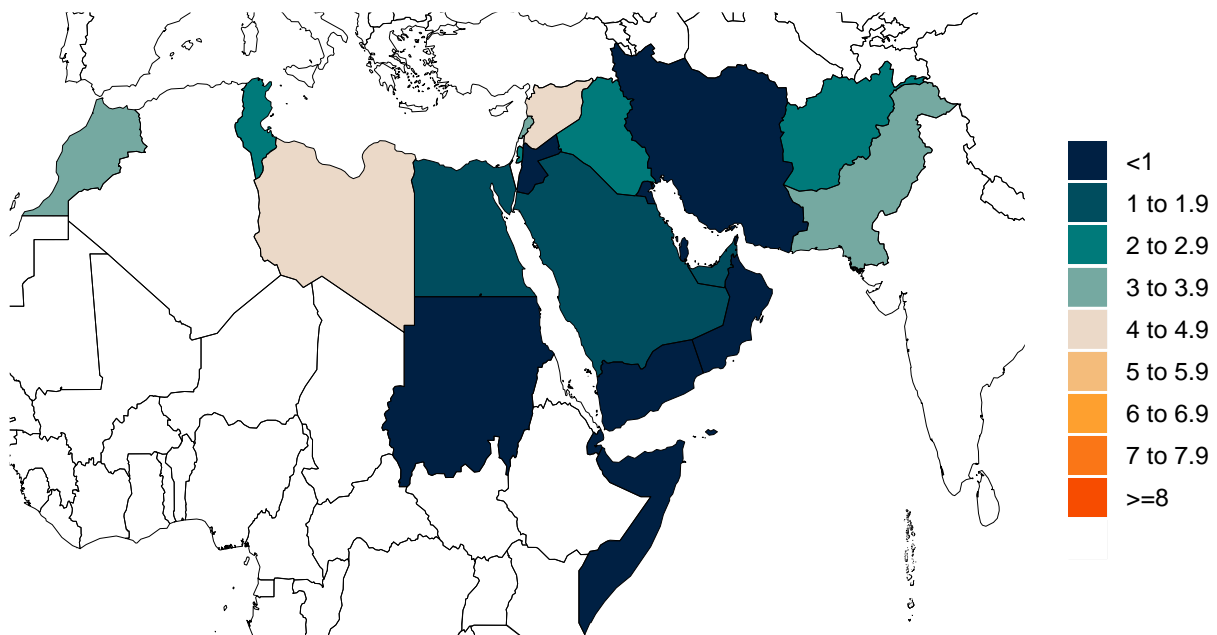 <1
1 to 1.9
2 to 2.9
3 to 3.9
4 to 4.9
5 to 5.9
6 to 6.9
7 to 7.9
>=8